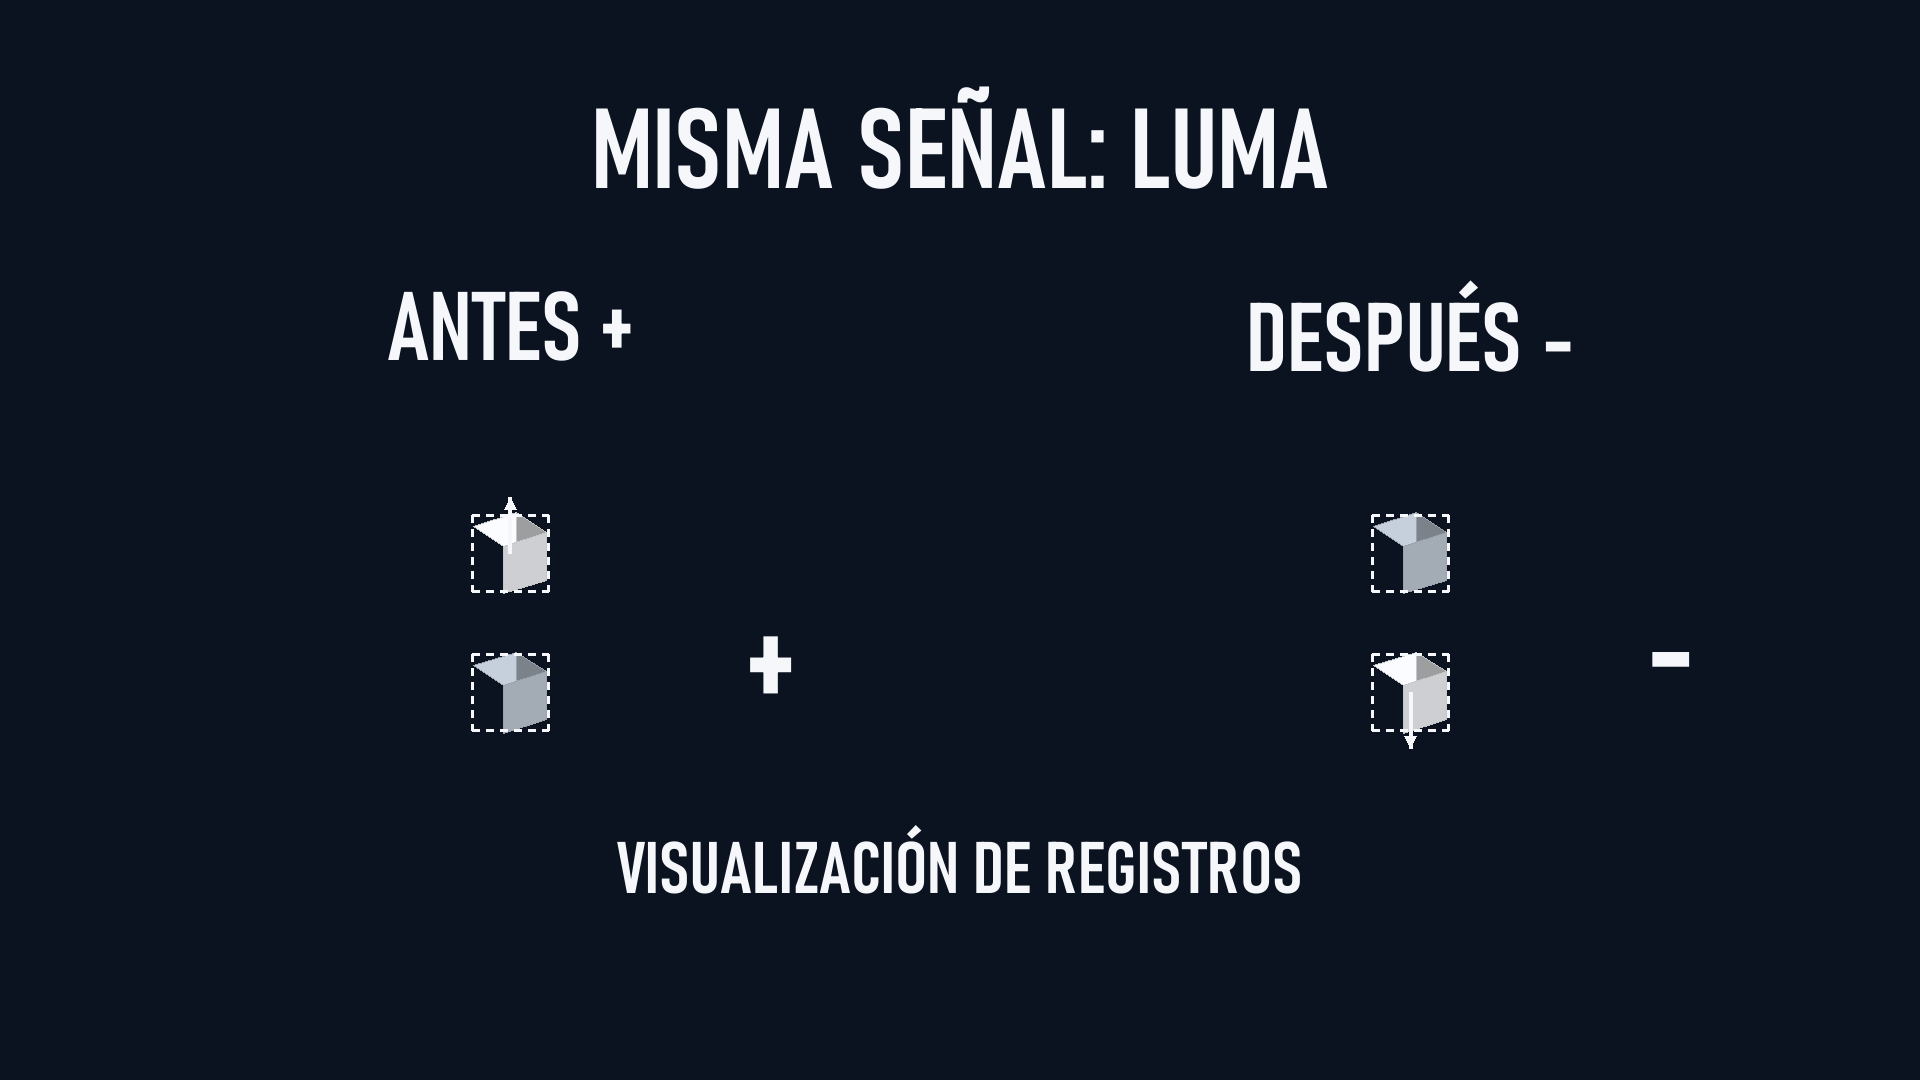 MISMA SEÑAL: LUMA
ANTES +
DESPUÉS -
+
-
VISUALIZACIÓN DE REGISTROS